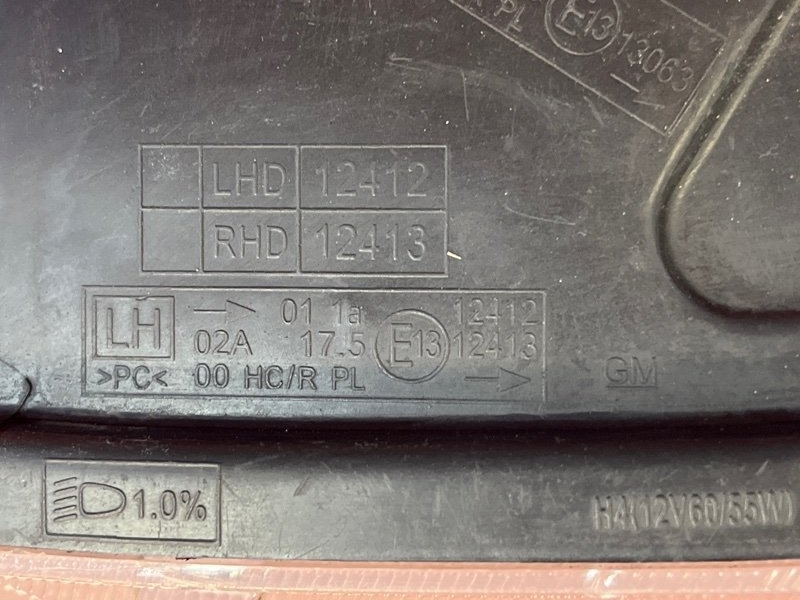 PL E13 13063
LHD 12412
RHD 12413
LH → 01 1a 12412
02A 17.5 E13 12413
>PC< 00 HC/R PL →
GM
1.0%
H4(12V60/55W)